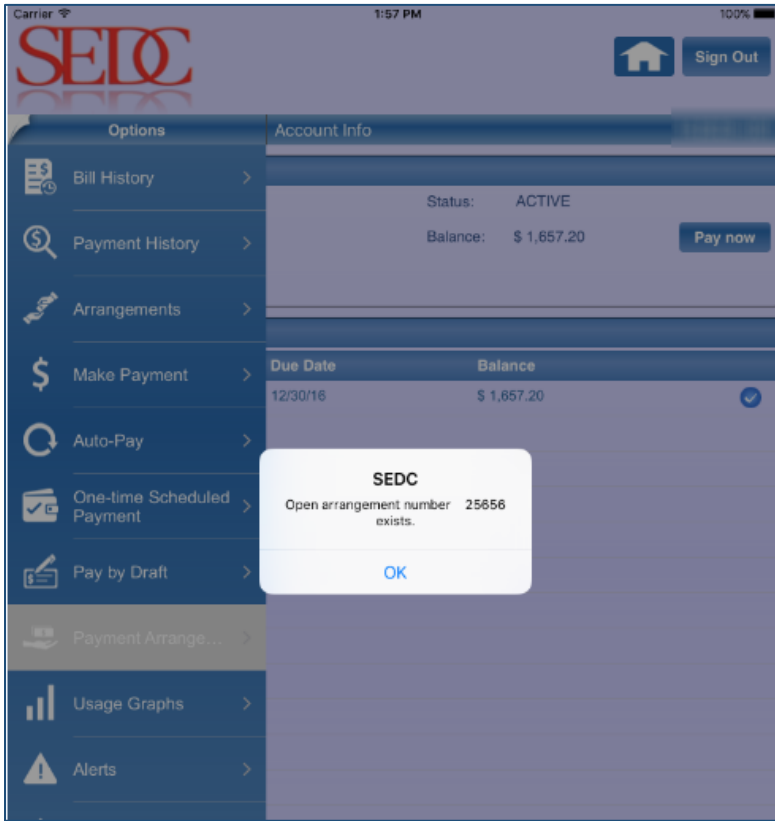 Carrier 1:57 PM 100%
SEDC
Sign Out
Options
Account Info
Bill History
Status: ACTIVE
Balance: $ 1,657.20
Pay now
Payment History
Arrangements
Make Payment
Due Date Balance
12/30/16 $ 1,657.20
Auto-Pay
One-time Scheduled
Payment
Pay by Draft
Payment Arrange...
Usage Graphs
Alerts
SEDC
Open arrangement number 25656
exists.
OK